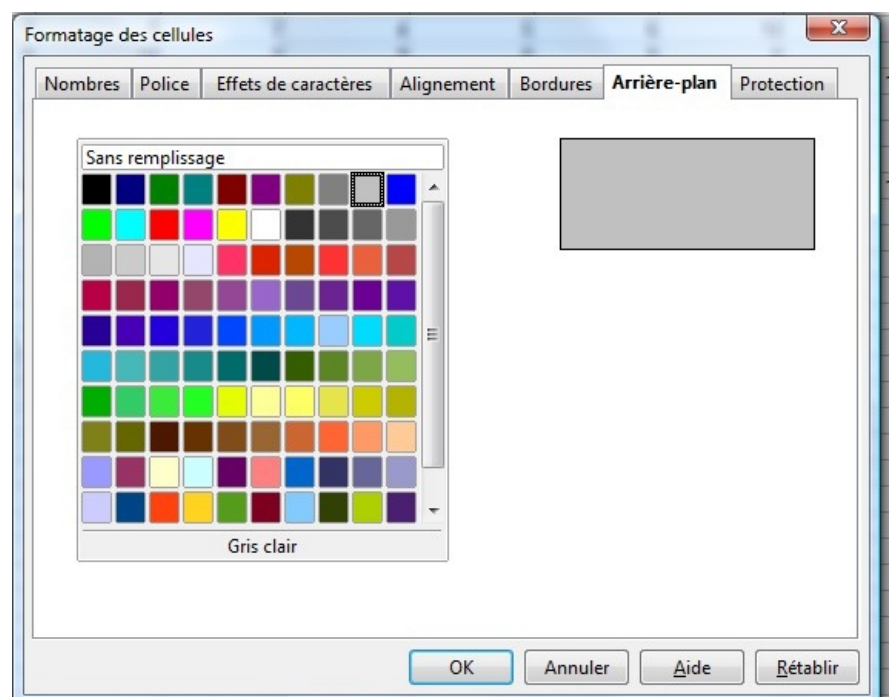 Formatage des cellules
Nombres Police Effets de caractères Alignement Bordures Arrière-plan Protection
Sans remplissage
Gris clair
OK Annuler Aide Rétablir